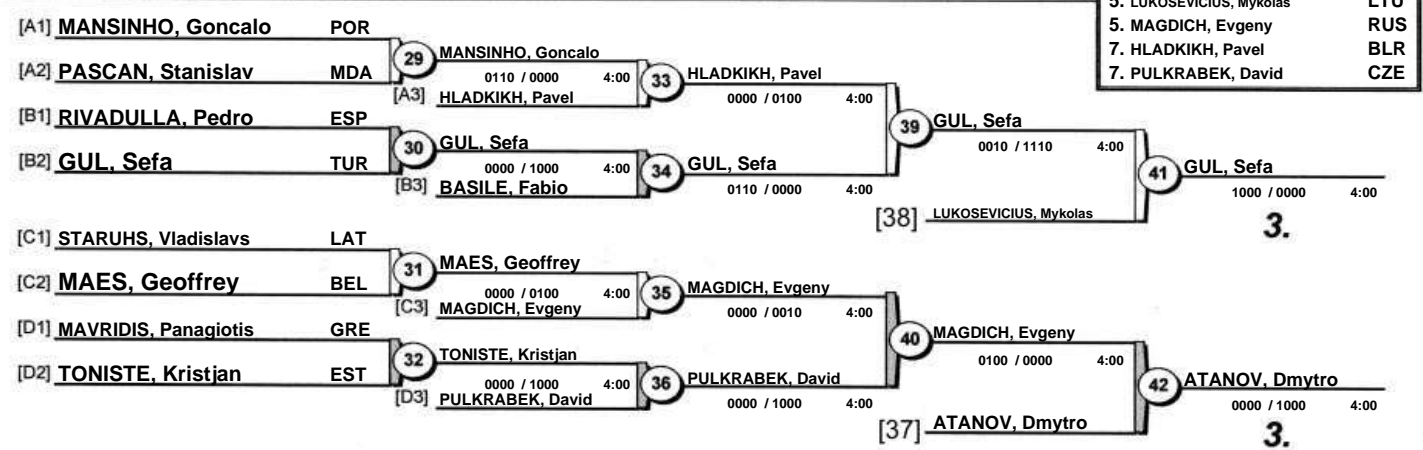 5. LUKOSEVICIUS, Mykolas LTU
5. MAGDICH, Evgeny RUS
7. HLADKIKH, Pavel BLR
7. PULKRABEK, David CZE
[A1] MANSINHO, Goncalo POR
29 MANSINHO, Goncalo
[A2] PASCAN, Stanislav MDA
0110 / 0000 4:00
33 HLADKIKH, Pavel
[A3] HLADKIKH, Pavel
0000 / 0100 4:00
[B1] RIVADULLA, Pedro ESP
39 GUL, Sefa
30 GUL, Sefa
0010 / 1110 4:00
[B2] GUL, Sefa TUR
0000 / 1000 4:00
34 GUL, Sefa
41 GUL, Sefa
[B3] BASILE, Fabio
0110 / 0000 4:00
1000 / 0000 4:00
[38] LUKOSEVICIUS, Mykolas
3.
[C1] STARUHS, Vladislavs LAT
31 MAES, Geoffrey
[C2] MAES, Geoffrey BEL
0000 / 0100 4:00
35 MAGDICH, Evgeny
[C3] MAGDICH, Evgeny
0000 / 0010 4:00
[D1] MAVRIDIS, Panagiotis GRE
40 MAGDICH, Evgeny
32 TONISTE, Kristjan
0100 / 0000 4:00
[D2] TONISTE, Kristjan EST
0000 / 1000 4:00
36 PULKRABEK, David
42 ATANOV, Dmytro
[D3] PULKRABEK, David
0000 / 1000 4:00
0000 / 1000 4:00
[37] ATANOV, Dmytro
3.